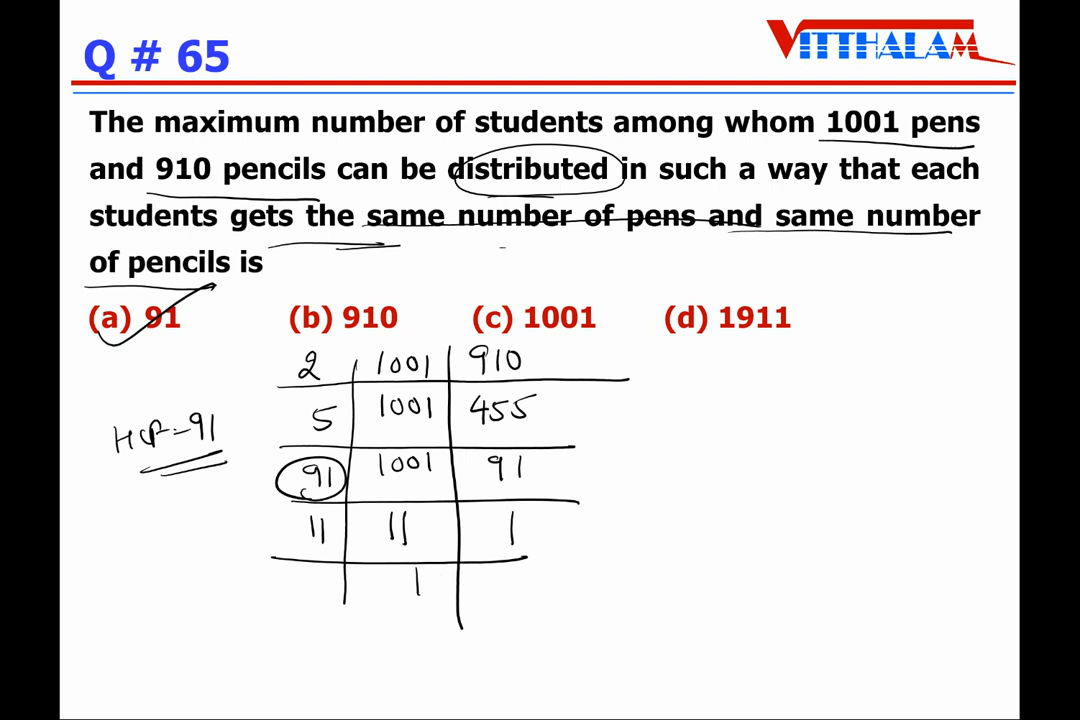 Q # 65
VITTHALAM
The maximum number of students among whom 1001 pens
and 910 pencils can be distributed in such a way that each
students gets the same number of pens and same number
of pencils is
(a) 91 (b) 910 (c) 1001 (d) 1911
2 1001 910
5 1001 455
HCF=91
91 1001 91
11 11 1
1